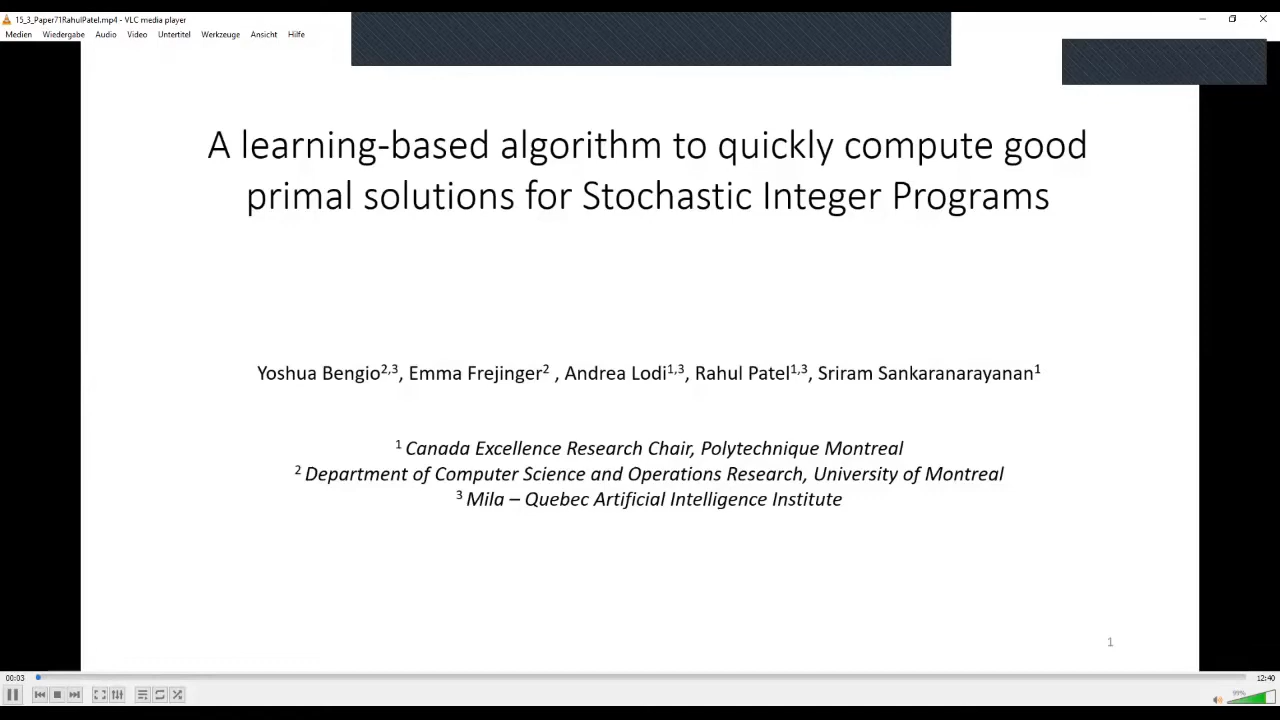 15_3_Paper71RahulPatel.mp4 - VLC media player
Medien Wiedergabe Audio Video Untertitel Werkzeuge Ansicht Hilfe
A learning-based algorithm to quickly compute good
primal solutions for Stochastic Integer Programs
Yoshua Bengio2,3, Emma Frejinger2 , Andrea Lodi1,3, Rahul Patel1,3, Sriram Sankaranarayanan1
1 Canada Excellence Research Chair, Polytechnique Montreal
2 Department of Computer Science and Operations Research, University of Montreal
3 Mila – Quebec Artificial Intelligence Institute
1
00:03 12:40
99%